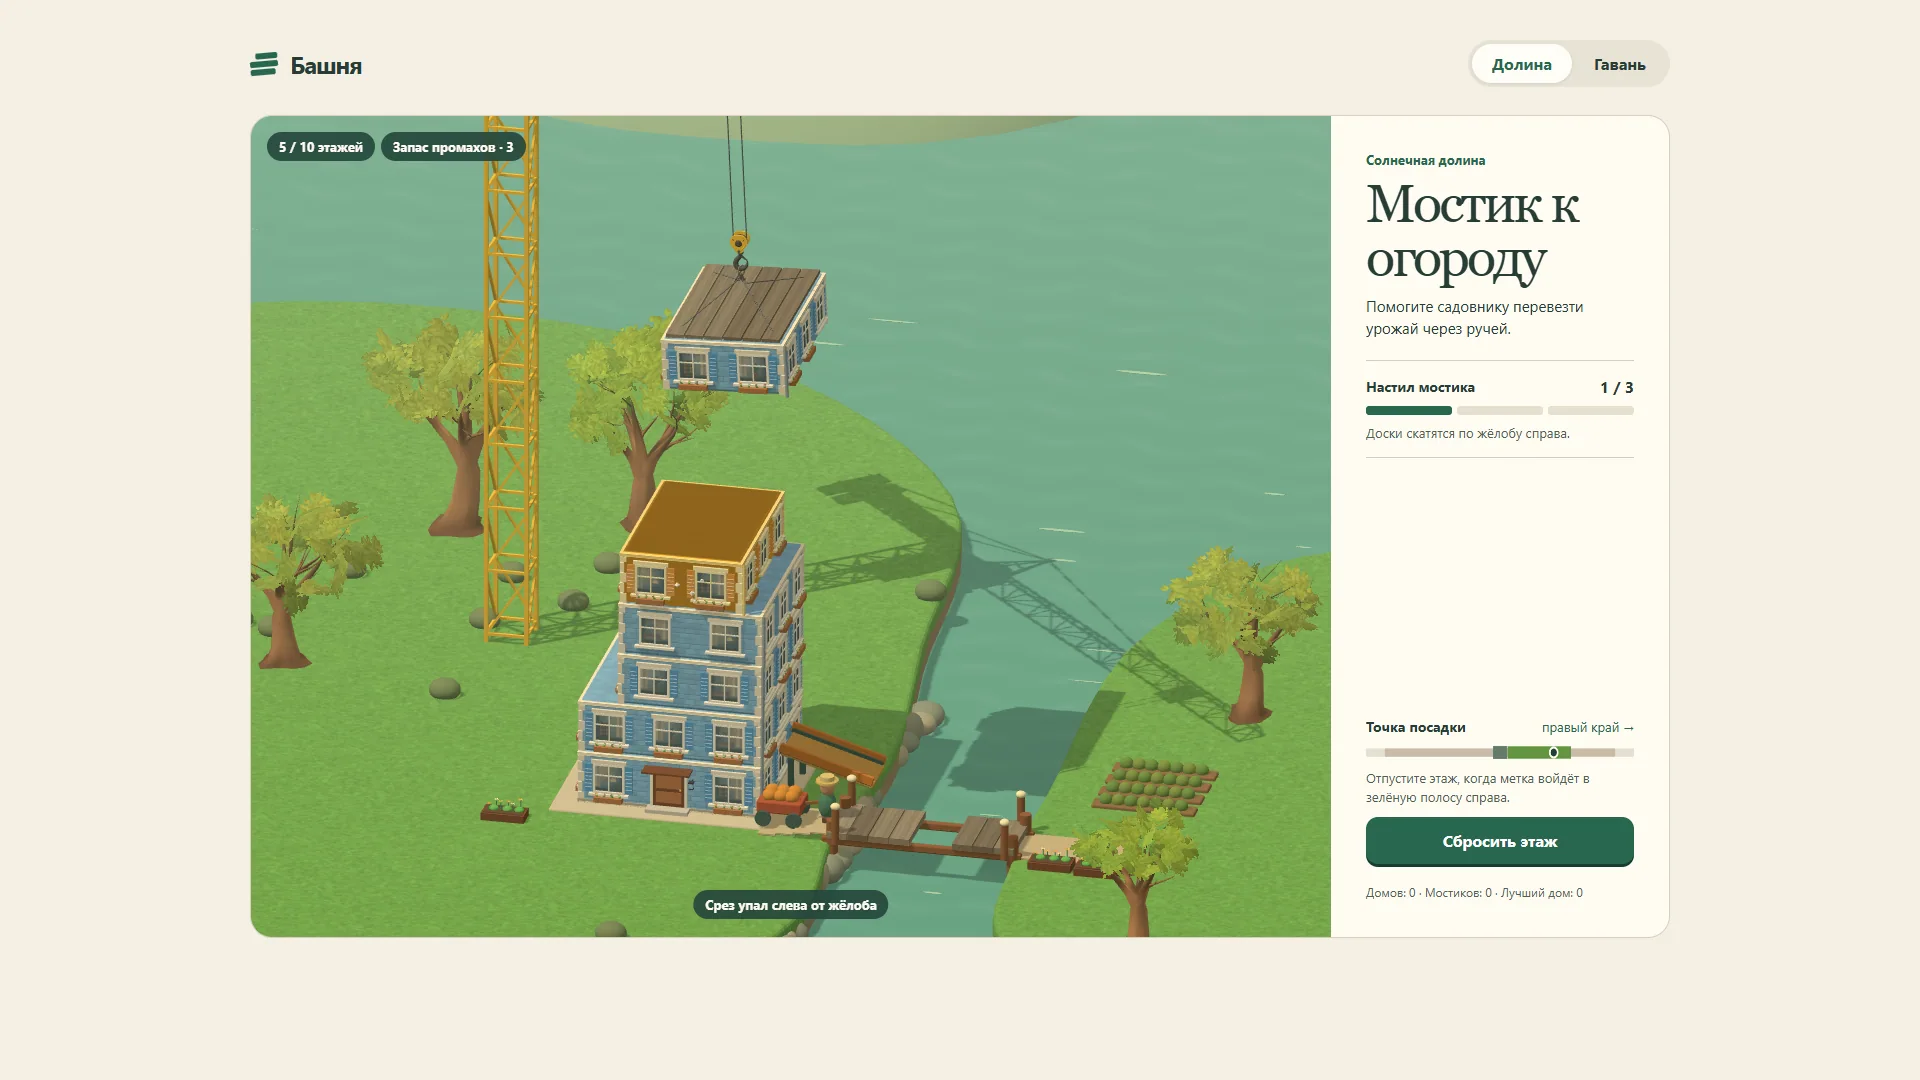 Башня
Долина
Гавань
5 / 10 этажей
Запас промахов · 3
Солнечная долина
Мостик к
огороду
Помогите садовнику перевезти
урожай через ручей.
Настил мостика
1 / 3
Доски скатятся по жёлобу справа.
Точка посадки
правый край →
Отпустите этаж, когда метка войдёт в
зелёную полосу справа.
Сбросить этаж
Домов: 0 · Мостиков: 0 · Лучший дом: 0
Срез упал слева от жёлоба